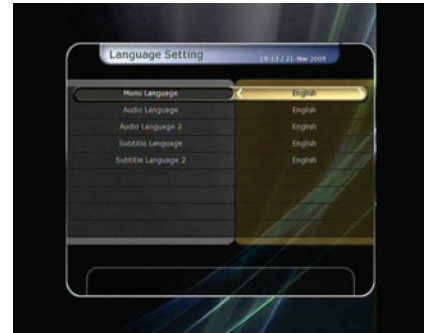 Language Setting
19:13 / 21-Nov-2009
Menu Language English
Audio Language English
Audio Language 2 English
Subtitle Language English
Subtitle Language 2 English